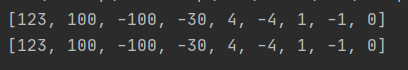 [123, 100, -100, -30, 4, -4, 1, -1, 0]
[123, 100, -100, -30, 4, -4, 1, -1, 0]